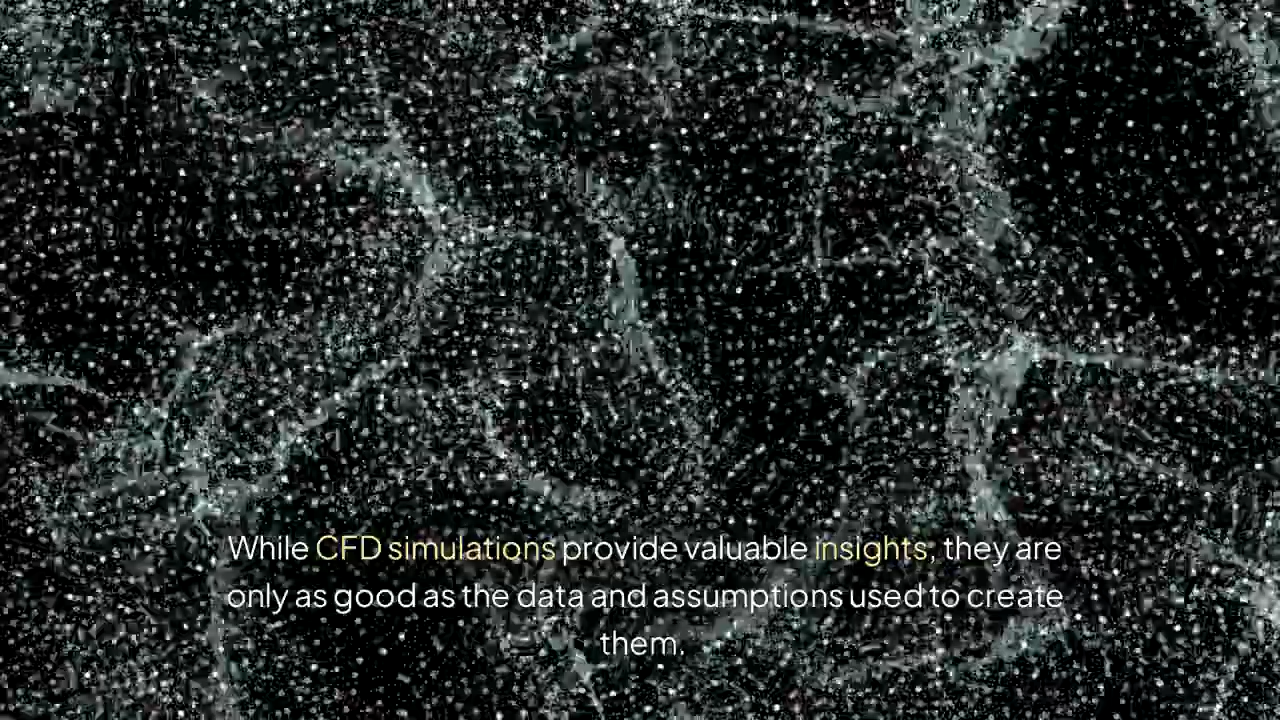 While CFD simulations provide valuable insights, they are
only as good as the data and assumptions used to create
them.